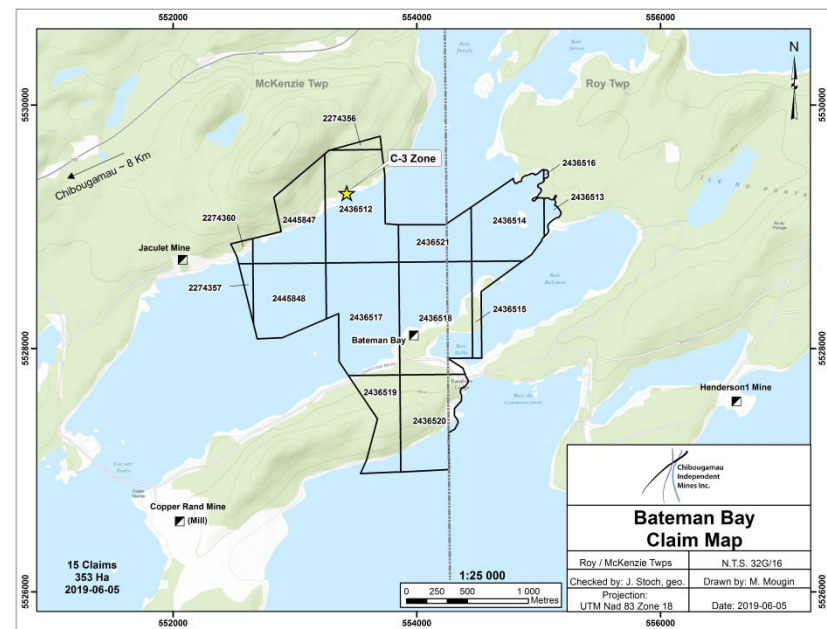 552000
554000
556000
5530000
5530000
McKenzie Twp
Roy Twp
N
2274356
Chibougamau ~ 8 Km
C-3 Zone
2436516
2436513
2436512
2445847
2274360
2436514
2436521
Jaculet Mine
2274357
2445848
2436517
2436518
2436515
5528000
5528000
Bateman Bay
2436519
2436520
Henderson1 Mine
Copper Rand Mine
(Mill)
15 Claims
353 Ha
2019-06-05
1:25 000
0 250 500 1 000
Metres
Chibougamau
Independent
Mines Inc.
Bateman Bay
Claim Map
Roy / McKenzie Twps
N.T.S. 32G/16
Checked by: J. Stoch, geo.
Drawn by: M. Mougin
Projection:
UTM Nad 83 Zone 18
Date: 2019-06-05
5526000
5526000
552000
554000
556000